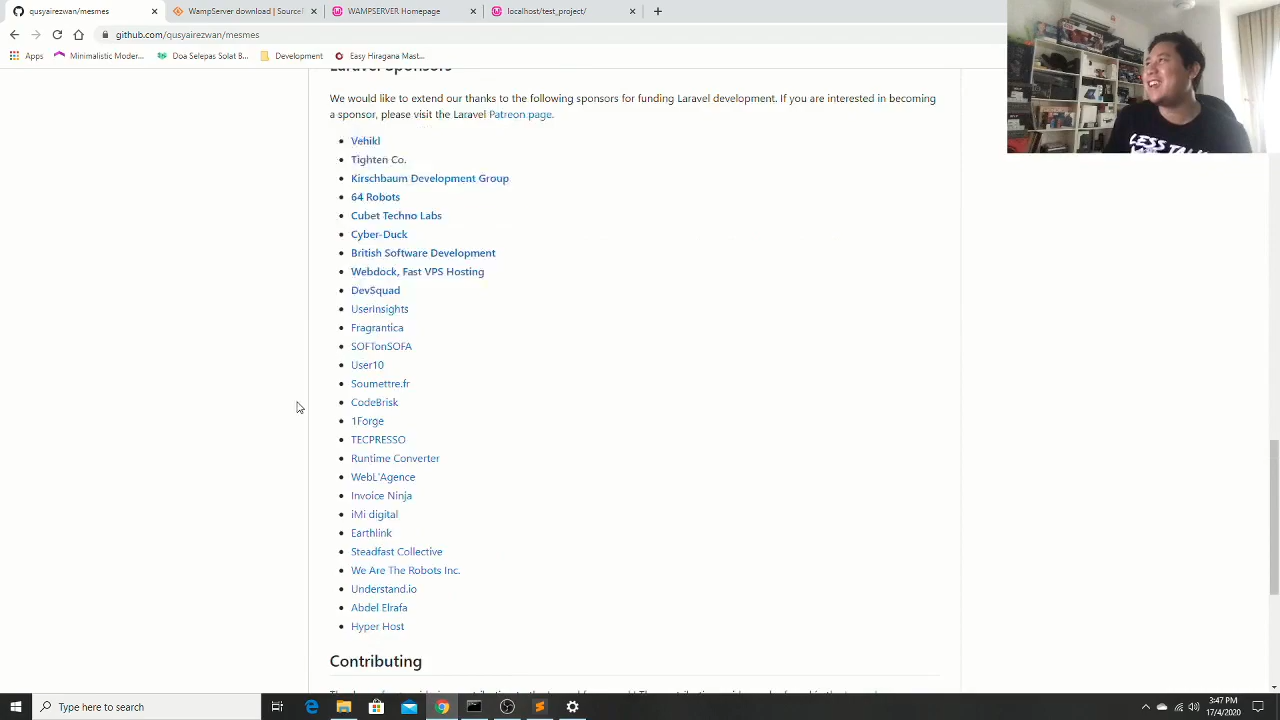 qusyairezwan/mesmes
WampServer download | Source
WAMPSERVER Homepage
localhost/test_project/
github.com/qusyairezwan/mesmes
Apps
Minimalistic Moder...
Doa Selepas Solat B...
Development
Easy Hiragana Mast...
Laravel Sponsors
We would like to extend our thanks to the following sponsors for funding Laravel development. If you are interested in becoming
a sponsor, please visit the Laravel Patreon page.
Vehikl
Tighten Co.
Kirschbaum Development Group
64 Robots
Cubet Techno Labs
Cyber-Duck
British Software Development
Webdock, Fast VPS Hosting
DevSquad
UserInsights
Fragrantica
SOFTonSOFA
User10
Soumettre.fr
CodeBrisk
1Forge
TECPRESSO
Runtime Converter
WebL'Agence
Invoice Ninja
iMi digital
Earthlink
Steadfast Collective
We Are The Robots Inc.
Understand.io
Abdel Elrafa
Hyper Host
Contributing
LESS TALK
Type here to search
3:47 PM
17/4/2020